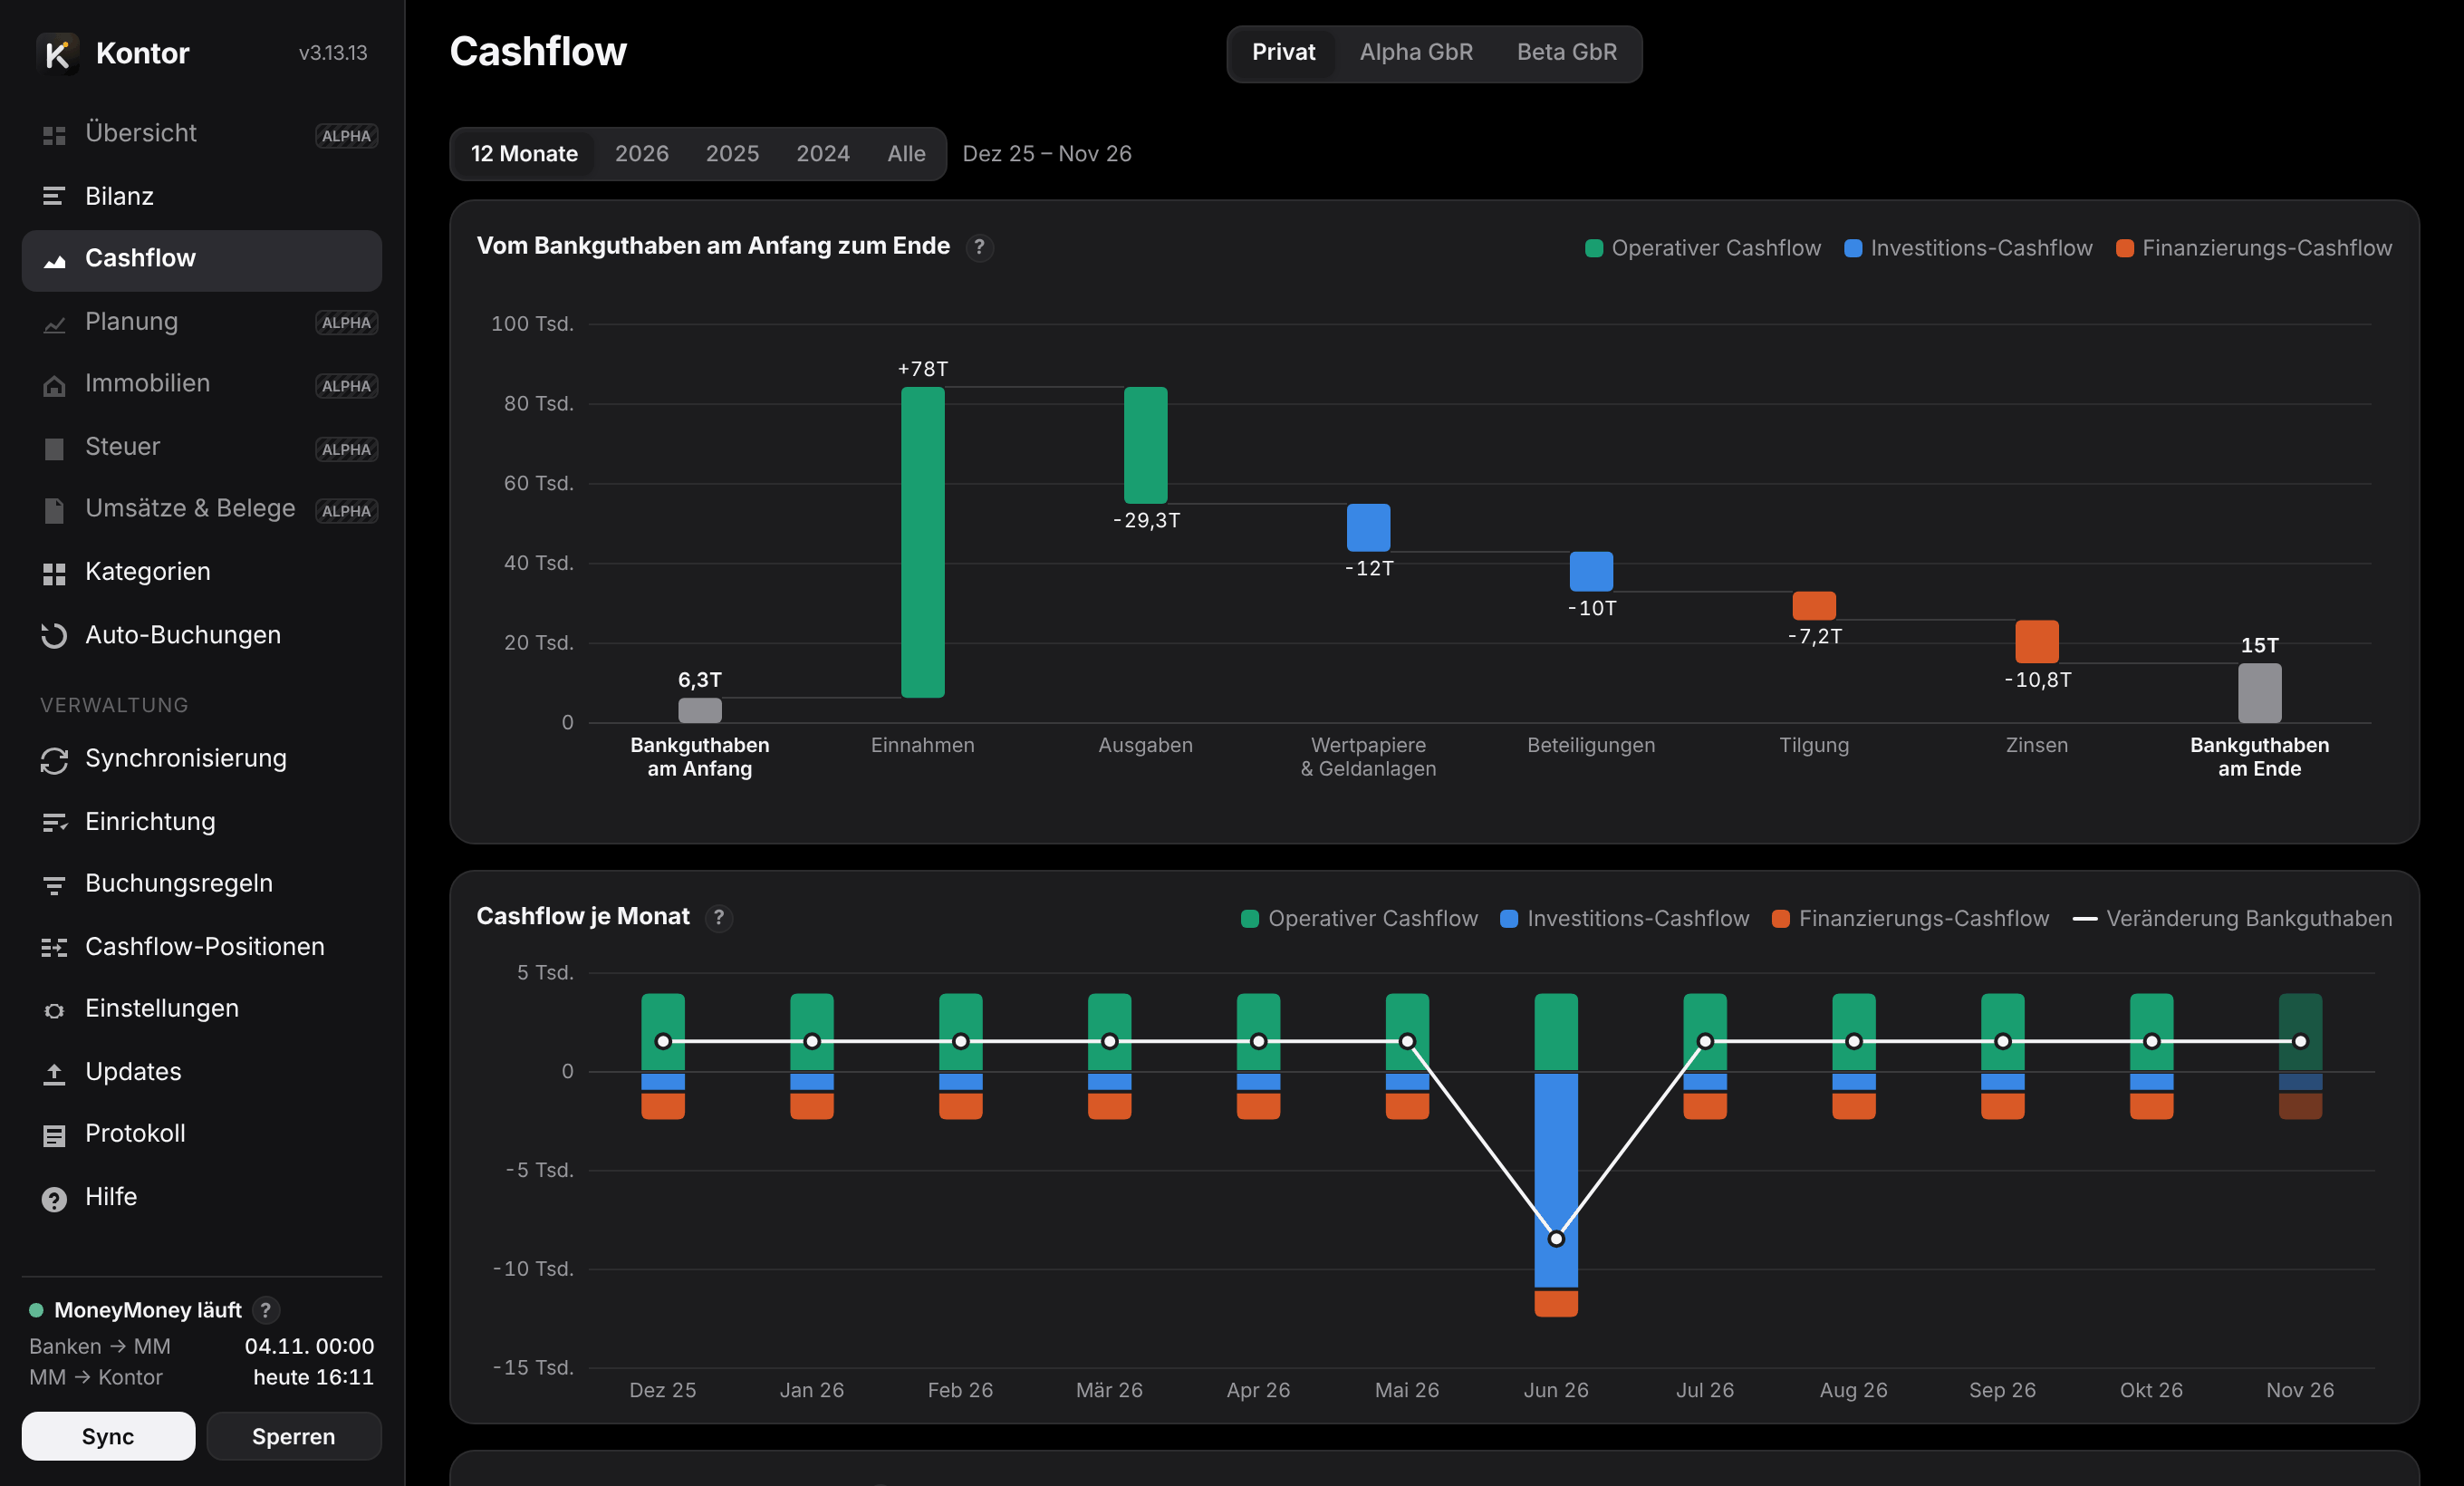 Kontor
v3.13.13
Übersicht ALPHA
Bilanz
Cashflow
Planung ALPHA
Immobilien ALPHA
Steuer ALPHA
Umsätze & Belege ALPHA
Kategorien
Auto-Buchungen
VERWALTUNG
Synchronisierung
Einrichtung
Buchungsregeln
Cashflow-Positionen
Einstellungen
Updates
Protokoll
Hilfe
MoneyMoney läuft ?
Banken → MM 04.11. 00:00
MM → Kontor heute 16:11
Sync Sperren
Cashflow
Privat Alpha GbR Beta GbR
12 Monate 2026 2025 2024 Alle Dez 25 – Nov 26
Vom Bankguthaben am Anfang zum Ende ?
Operativer Cashflow Investitions-Cashflow Finanzierungs-Cashflow
100 Tsd.
80 Tsd.
60 Tsd.
40 Tsd.
20 Tsd.
0
6,3T
+78T
-29,3T
-12T
-10T
-7,2T
-10,8T
15T
Bankguthaben
am Anfang
Einnahmen
Ausgaben
Wertpapiere
& Geldanlagen
Beteiligungen
Tilgung
Zinsen
Bankguthaben
am Ende
Cashflow je Monat ?
Operativer Cashflow Investitions-Cashflow Finanzierungs-Cashflow Veränderung Bankguthaben
5 Tsd.
0
-5 Tsd.
-10 Tsd.
-15 Tsd.
Dez 25 Jan 26 Feb 26 Mär 26 Apr 26 Mai 26 Jun 26 Jul 26 Aug 26 Sep 26 Okt 26 Nov 26